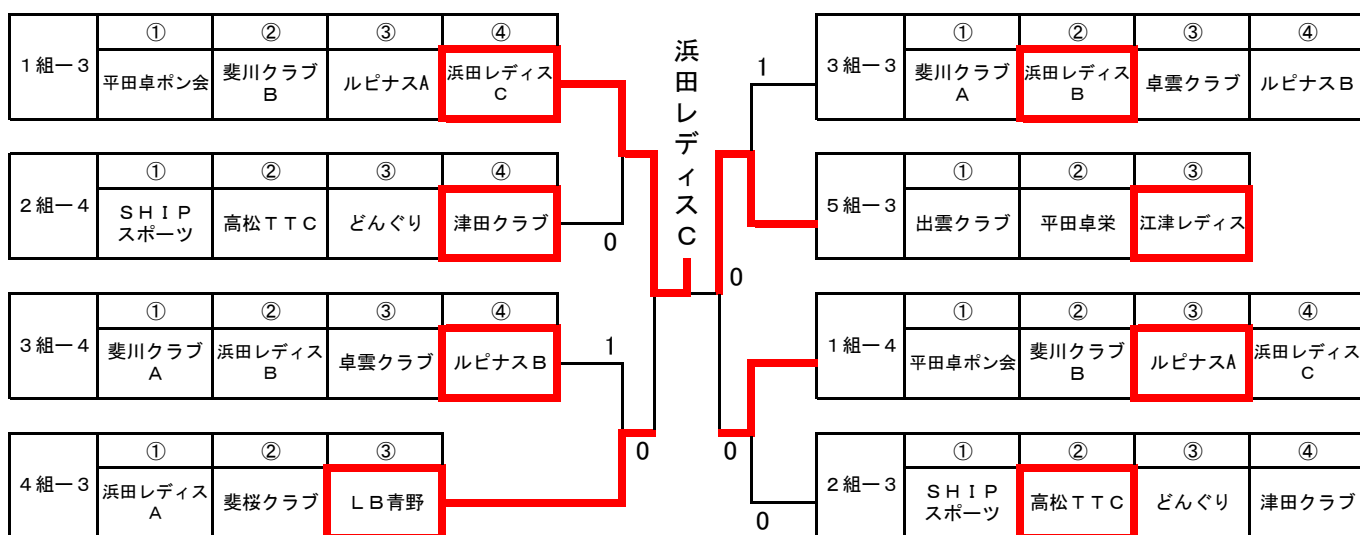 ① ② ③ ④
1組ー3 平田卓ポン会 斐川クラブ ルピナスA 浜田レディス
B C
① ② ③ ④
2組ー4 ＳＨＩＰ 高松ＴＴＣ どんぐり 津田クラブ
スポーツ
0
① ② ③ ④
3組ー4 斐川クラブ 浜田レディス 卓雲クラブ ルピナスＢ
Ａ B
1
① ② ③
4組ー3 浜田レディス 斐桜クラブ ＬＢ青野
A
0
浜田レディスＣ
0
① ② ③ ④
1
3組ー3 斐川クラブ 浜田レディス 卓雲クラブ ルピナスＢ
A B
① ② ③
5組ー3 出雲クラブ 平田卓栄 江津レディス
① ② ③ ④
1組ー4 平田卓ポン会 斐川クラブ ルピナスA 浜田レディス
B C
0
① ② ③ ④
2組ー3 ＳＨＩＰ 高松ＴＴＣ どんぐり 津田クラブ
スポーツ
0